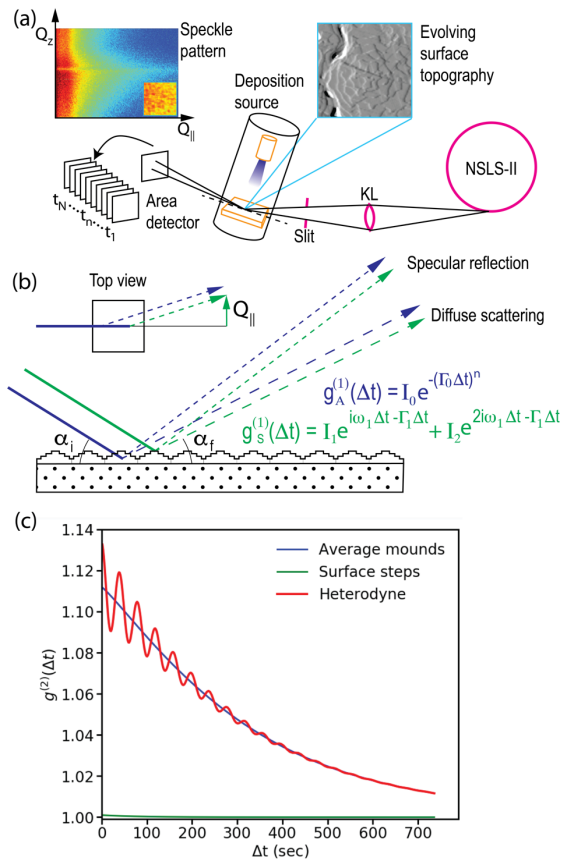 (a)
Q_z
Speckle
pattern
Q_||
Deposition
source
Evolving
surface
topography
NSLS-II
KL
Slit
Area
detector
t_N ••• t_n ••• t_1
(b)
Top view
Q_||
Specular reflection
Diffuse scattering
g_A^(1)(Δt) = I_0 e^-(Γ_0Δt)^n
g_S^(1)(Δt) = I_1 e^iω_1Δt-Γ_1Δt + I_2 e^2iω_1Δt-Γ_1Δt
α_i
α_f
(c)
Average mounds
Surface steps
Heterodyne
g^(2)(Δt)
1.14
1.12
1.10
1.08
1.06
1.04
1.02
1.00
0 100 200 300 400 500 600 700
Δt (sec)